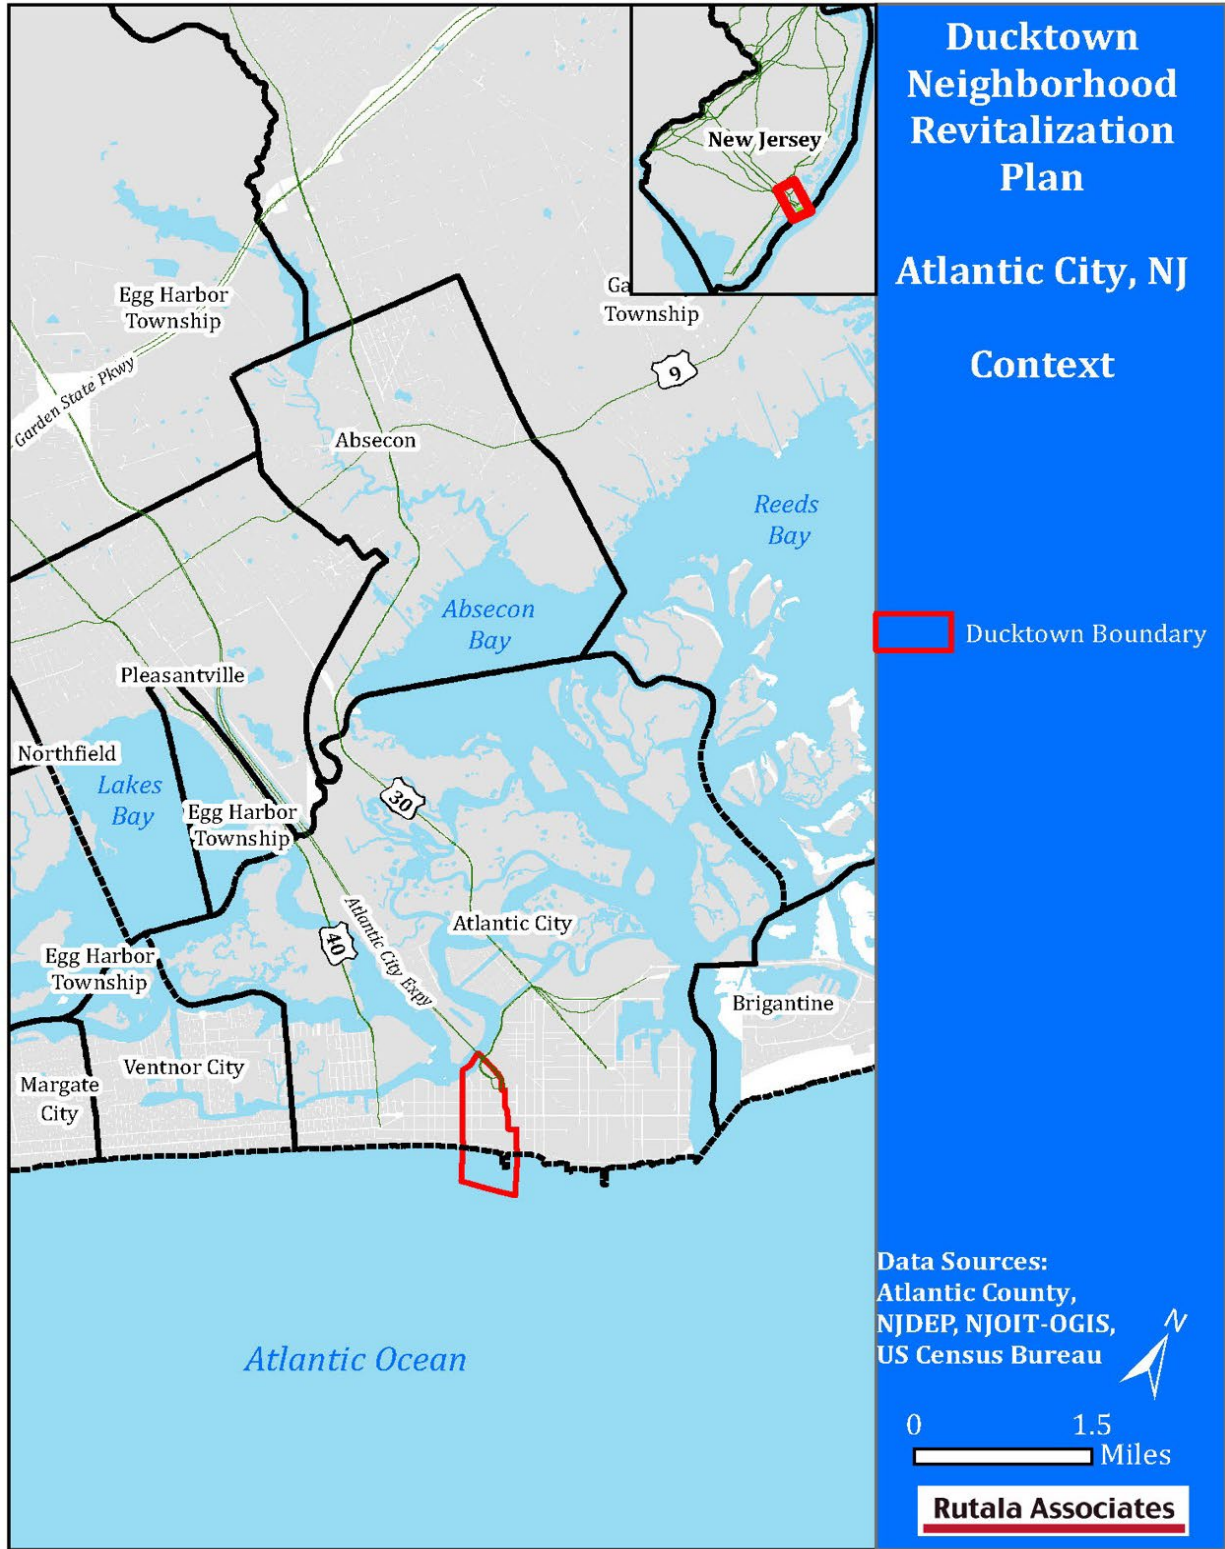 Ducktown
Neighborhood
Revitalization
Plan
Atlantic City, NJ
Context
New Jersey
Egg Harbor
Township
Ga
Township
Garden State Pkwy
9
Absecon
Reeds
Bay
Absecon
Bay
Ducktown Boundary
Pleasantville
Northfield
Lakes
Bay
Egg Harbor
Township
30
Atlantic City
Atlantic City Expy
40
Egg Harbor
Township
Brigantine
Ventnor City
Margate
City
Atlantic Ocean
Data Sources:
Atlantic County,
NJDEP, NJOIT-OGIS,
US Census Bureau
N
0 1.5
Miles
Rutala Associates